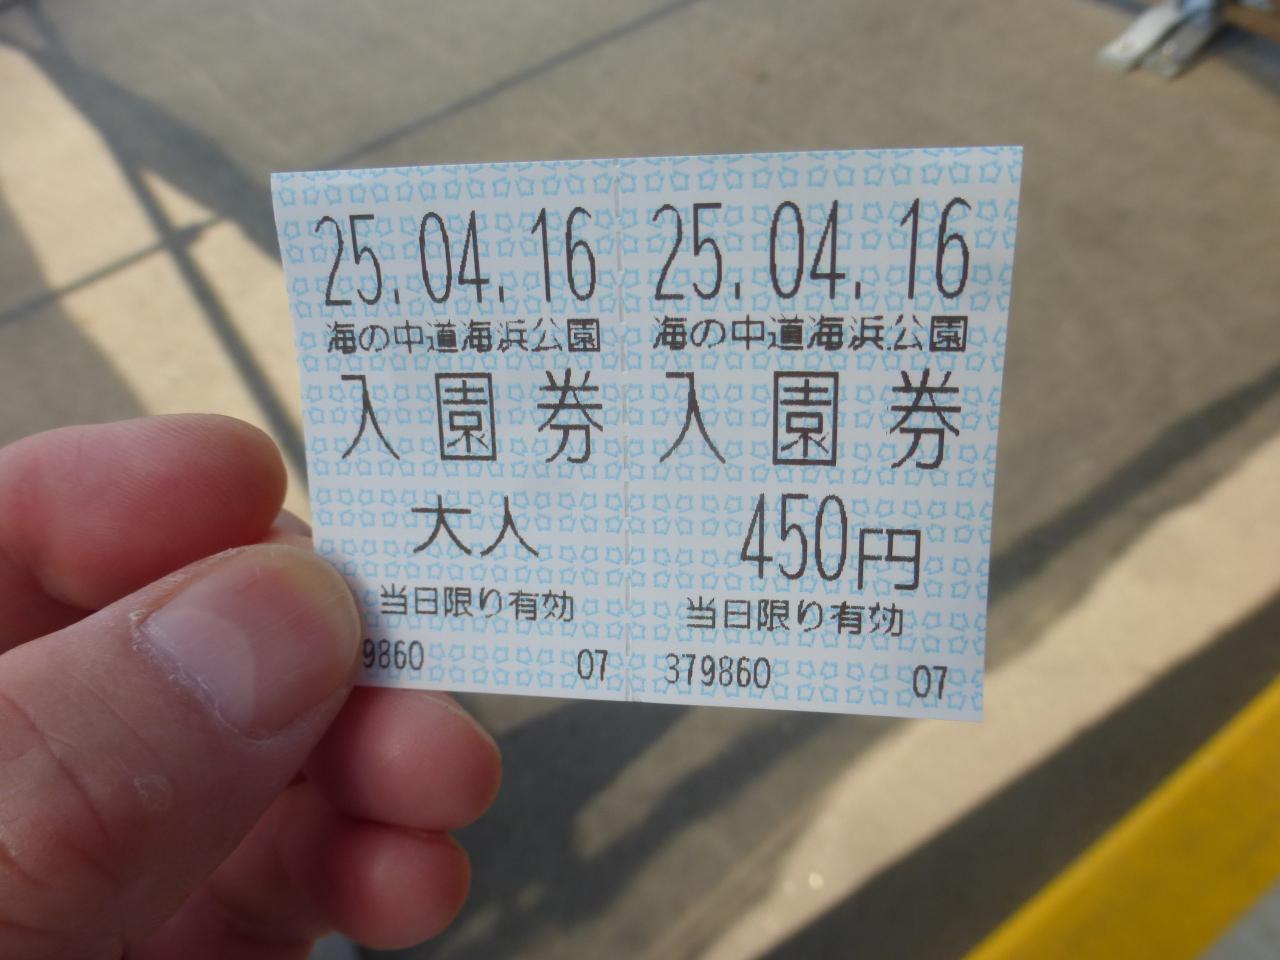 25.04.16
海の中道海浜公園
入園券
大人
当日限り有効
9860 07
25.04.16
海の中道海浜公園
入園券
450円
当日限り有効
379860 07